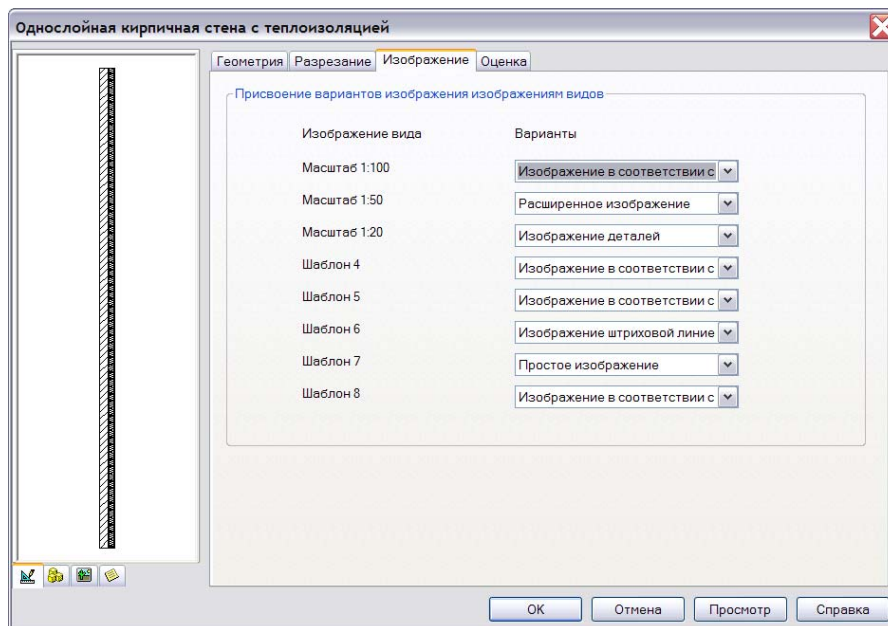 Однослойная кирпичная стена с теплоизоляцией
Геометрия Разрезание Изображение Оценка
Присвоение вариантов изображения изображениям видов
Изображение вида Варианты
Масштаб 1:100 Изображение в соответствии с
Масштаб 1:50 Расширенное изображение
Масштаб 1:20 Изображение деталей
Шаблон 4 Изображение в соответствии с
Шаблон 5 Изображение в соответствии с
Шаблон 6 Изображение штриховой линие
Шаблон 7 Простое изображение
Шаблон 8 Изображение в соответствии с
OK Отмена Просмотр Справка